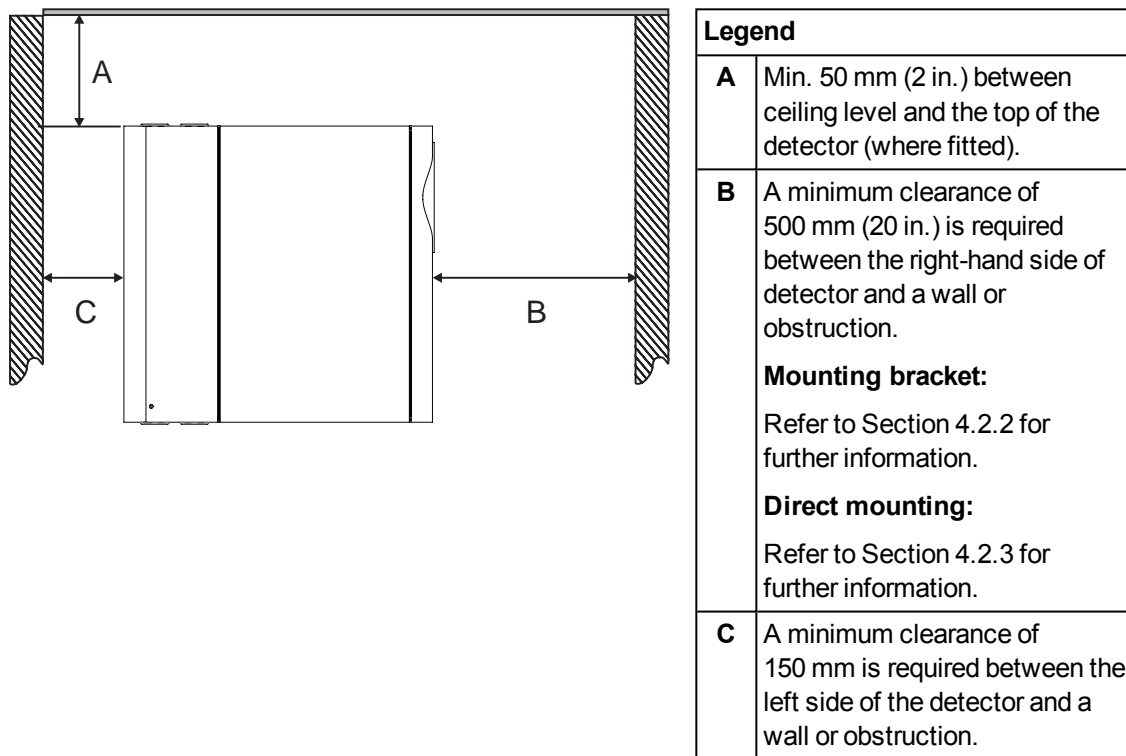 A
C
B
Legend
A Min. 50 mm (2 in.) between
ceiling level and the top of the
detector (where fitted).
B A minimum clearance of
500 mm (20 in.) is required
between the right-hand side of
detector and a wall or
obstruction.
Mounting bracket:
Refer to Section 4.2.2 for
further information.
Direct mounting:
Refer to Section 4.2.3 for
further information.
C A minimum clearance of
150 mm is required between the
left side of the detector and a
wall or obstruction.